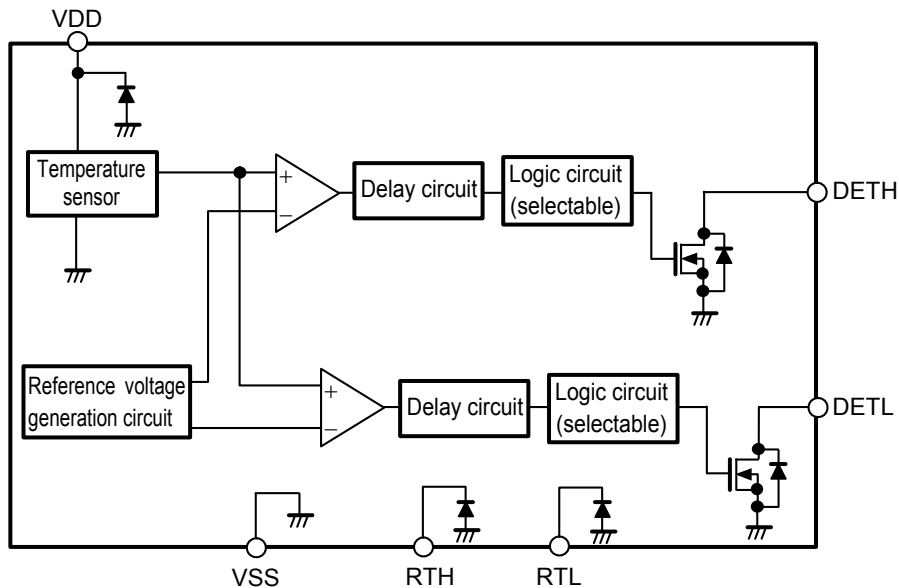 VDD
Temperature
sensor
+
−
Delay circuit
Logic circuit
(selectable)
DETH
Reference voltage
generation circuit
+
−
Delay circuit
Logic circuit
(selectable)
DETL
VSS
RTH
RTL